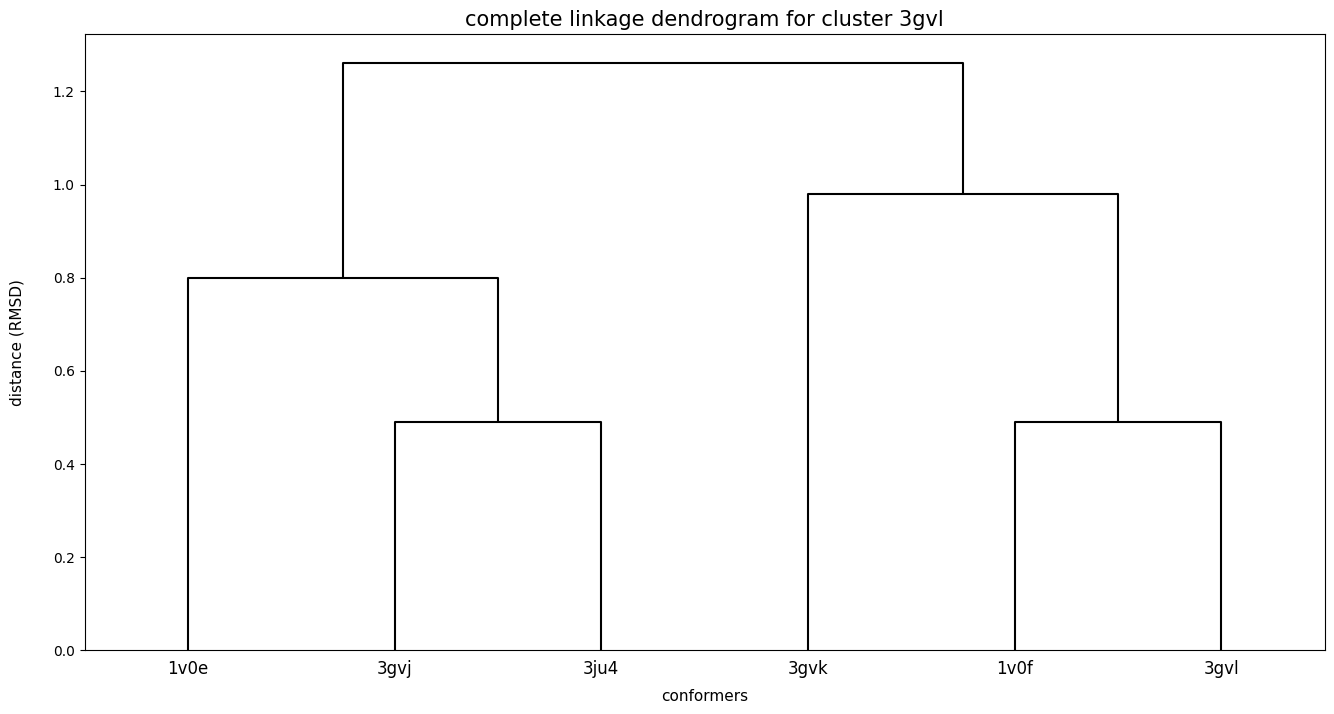 complete linkage dendrogram for cluster 3gvl
1.2
1.0
0.8
0.6
0.4
0.2
0.0
distance (RMSD)
1v0e 3gvj 3ju4 3gvk 1v0f 3gvl
conformers